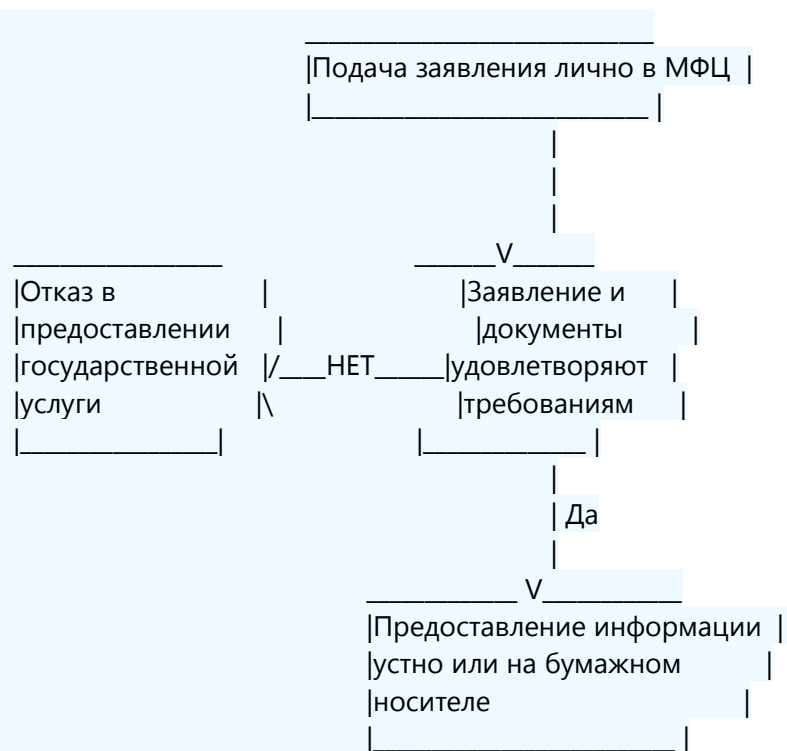 Подача заявления лично в МФЦ
Отказ в
предоставлении
государственной
услуги
НЕТ
Заявление и
документы
удовлетворяют
требованиям
Да
Предоставление информации
устно или на бумажном
носителе